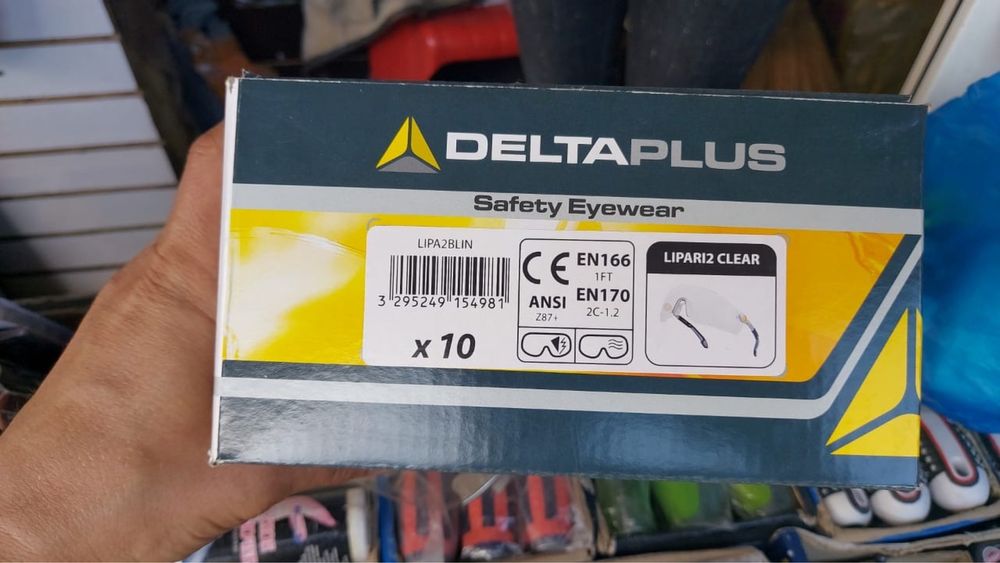 DELTAPLUS
Safety Eyewear
LIPA2BLIN
3 295249 154981
x 10
CE EN166
1FT
ANSI EN170
Z87+ 2C-1.2
LIPARI2 CLEAR